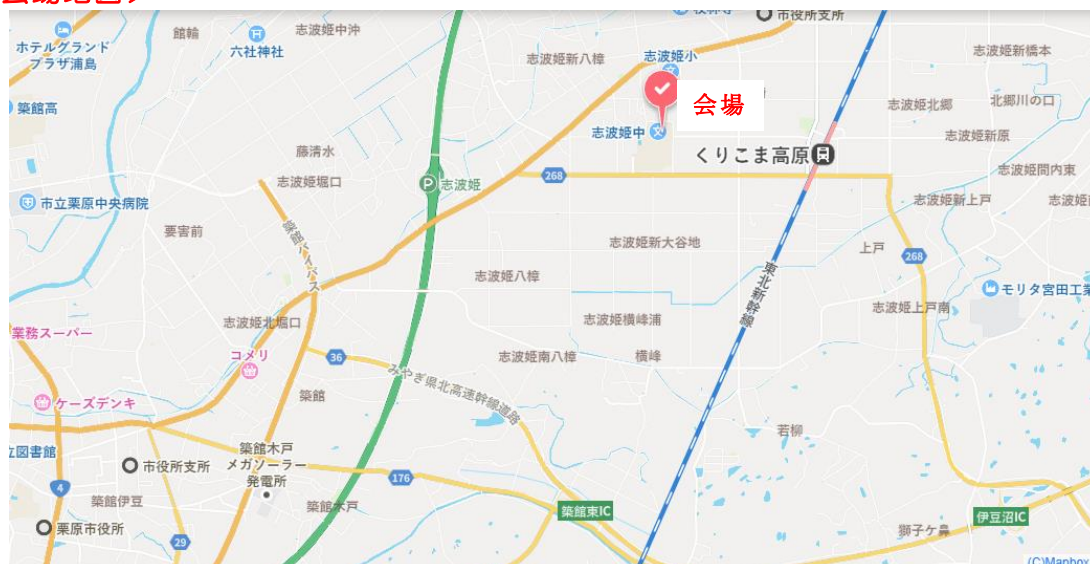 市役所支所
ホテルグランド
プラザ浦島
館輪
六社神社
志波姫中沖
志波姫新八樟
志波姫小
志波姫新橋本
築館高
会場
志波姫北郷
北郷川の口
志波姫中
志波姫新原
藤清水
くりこま高原
志波姫間内東
志波姫堀口
志波姫
268
市立栗原中央病院
志波姫新上戸
志波姫
要害前
築館バイパス
志波姫新大谷地
上戸
268
志波姫八樟
東北新幹線
モリタ宮田工業
志波姫上戸南
業務スーパー
志波姫北堀口
志波姫横峰浦
コメリ
36
志波姫南八樟
横峰
みやぎ県北高速幹線道路
ケーズデンキ
築館
若柳
立図書館
市役所支所
築館木戸
メガソーラー
発電所
176
4
築館伊豆
築館木戸
築館東IC
伊豆沼IC
栗原市役所
29
獅子ケ鼻
(C)Mapbox